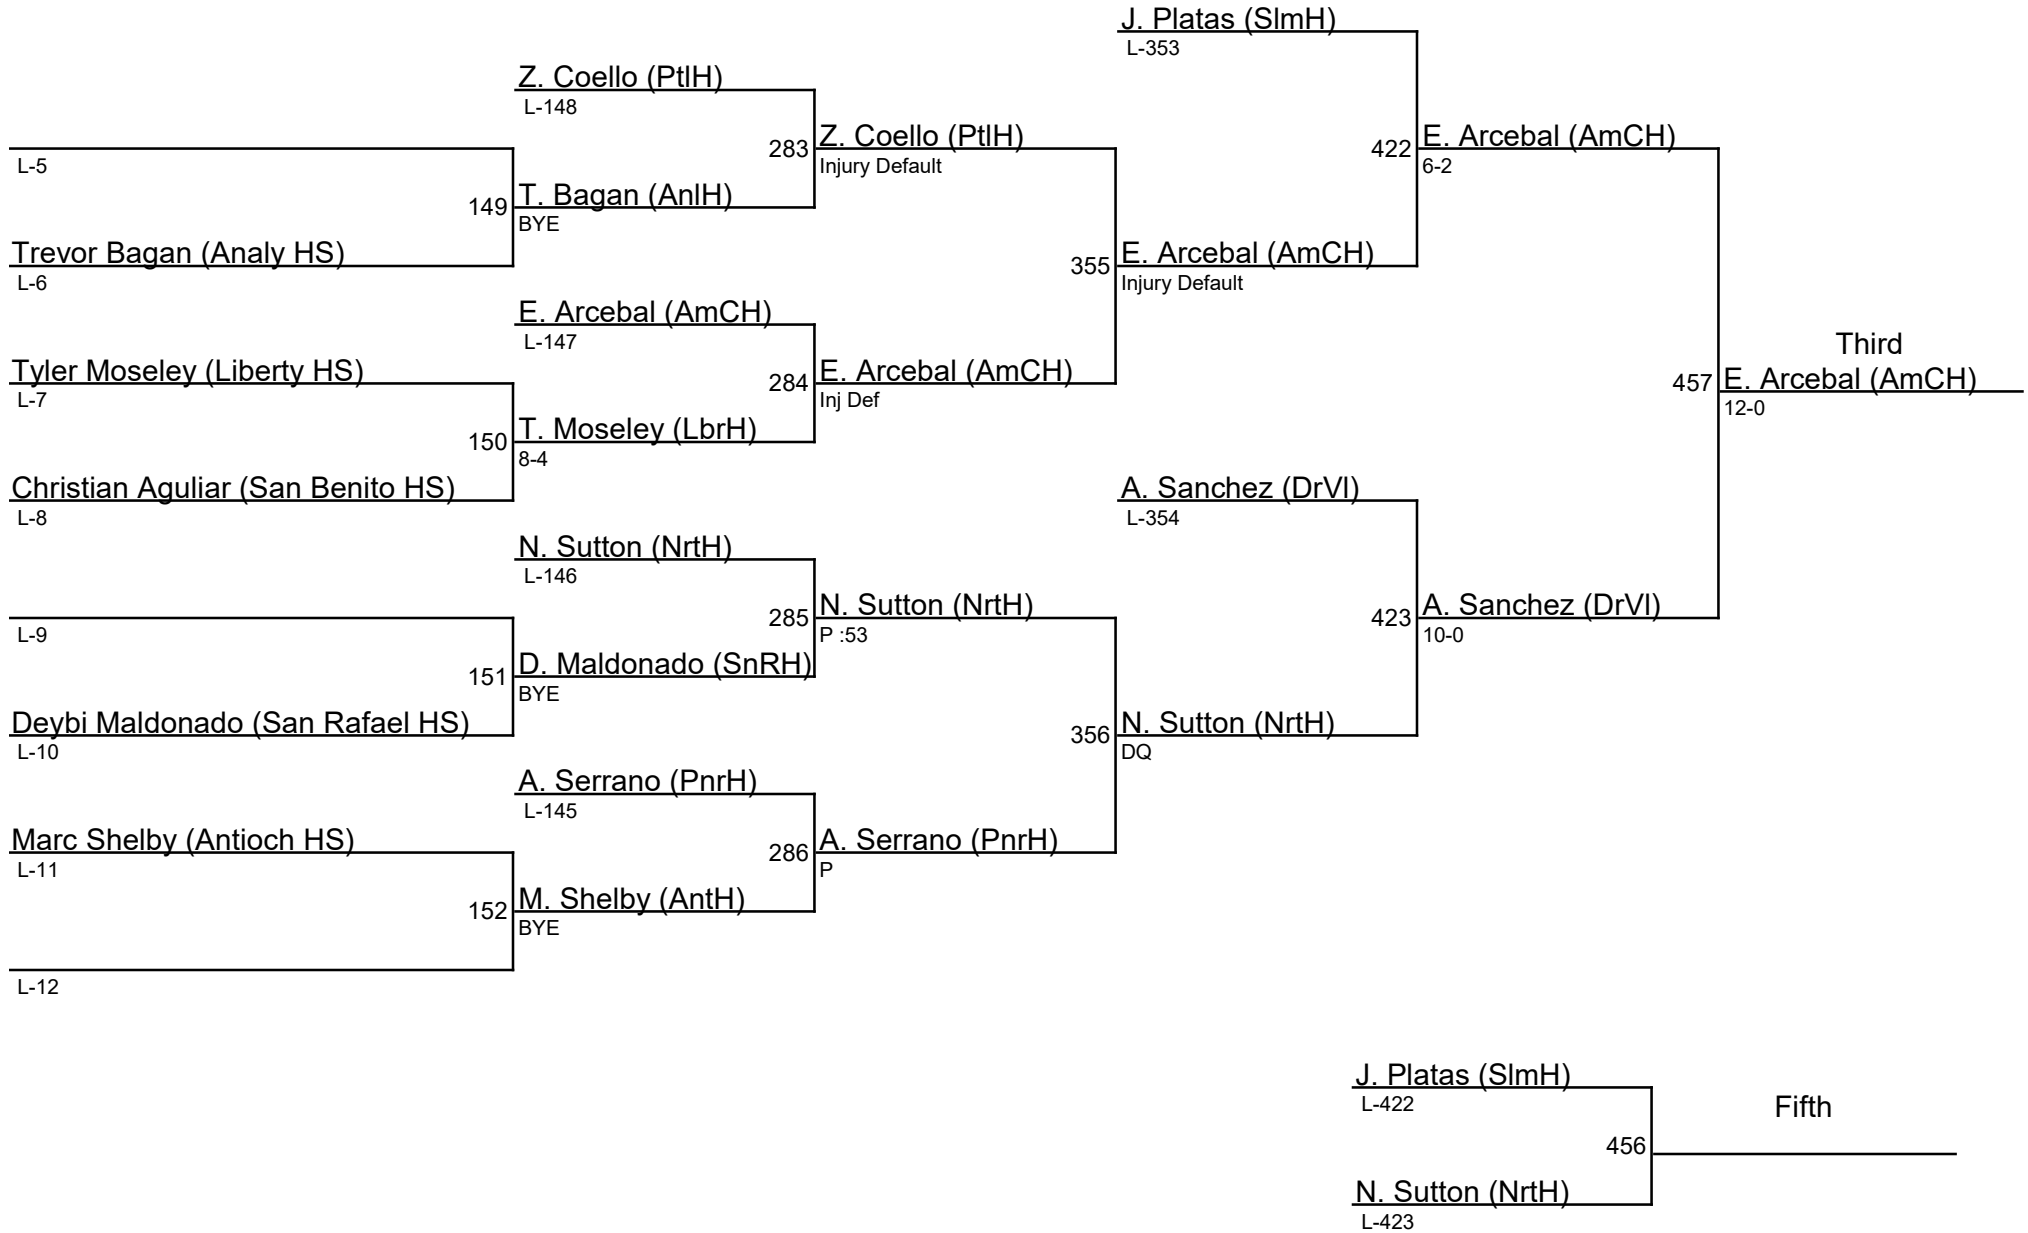 J. Platas (SlmH)
L-353
Z. Coello (PtlH)
L-148
283 Z. Coello (PtlH)
Injury Default
422 E. Arcebal (AmCH)
6-2
L-5
149 T. Bagan (AnlH)
BYE
Trevor Bagan (Analy HS)
L-6
355 E. Arcebal (AmCH)
Injury Default
E. Arcebal (AmCH)
L-147
Third
Tyler Moseley (Liberty HS)
L-7
284 E. Arcebal (AmCH)
Inj Def
457 E. Arcebal (AmCH)
12-0
150 T. Moseley (LbrH)
8-4
Christian Aguliar (San Benito HS)
L-8
A. Sanchez (DrVl)
L-354
N. Sutton (NrtH)
L-146
285 N. Sutton (NrtH)
P :53
423 A. Sanchez (DrVl)
10-0
L-9
151 D. Maldonado (SnRH)
BYE
Deybi Maldonado (San Rafael HS)
L-10
356 N. Sutton (NrtH)
DQ
A. Serrano (PnrH)
L-145
Marc Shelby (Antioch HS)
L-11
286 A. Serrano (PnrH)
P
152 M. Shelby (AntH)
BYE
L-12
J. Platas (SlmH)
L-422
Fifth
456
N. Sutton (NrtH)
L-423